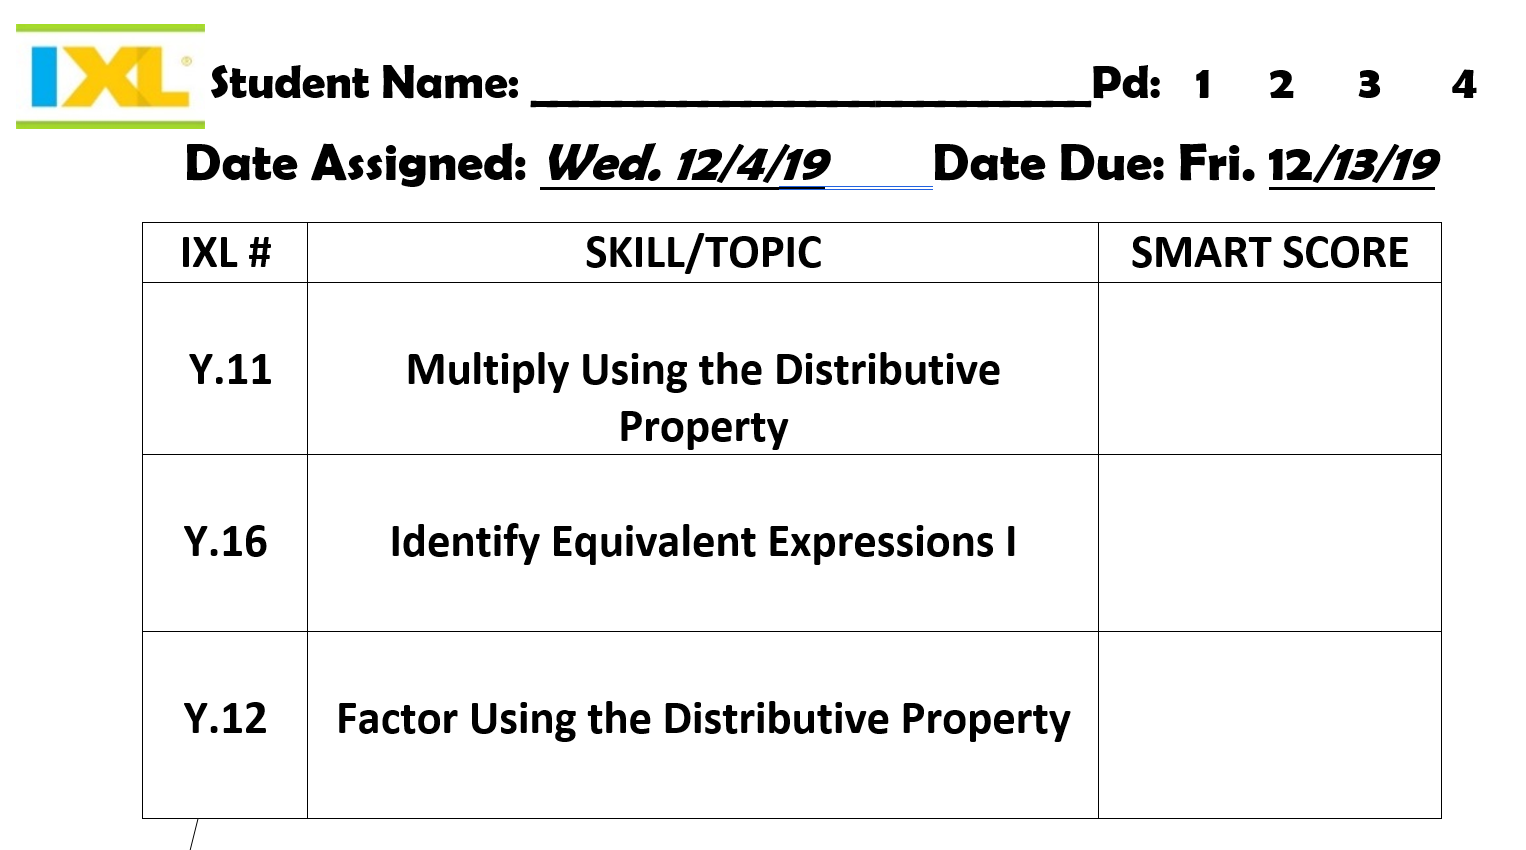 IXL® Student Name: __________________________Pd: 1 2 3 4
Date Assigned: Wed. 12/4/19 Date Due: Fri. 12/13/19
IXL # SKILL/TOPIC SMART SCORE
Y.11 Multiply Using the Distributive
Property
Y.16 Identify Equivalent Expressions I
Y.12 Factor Using the Distributive Property